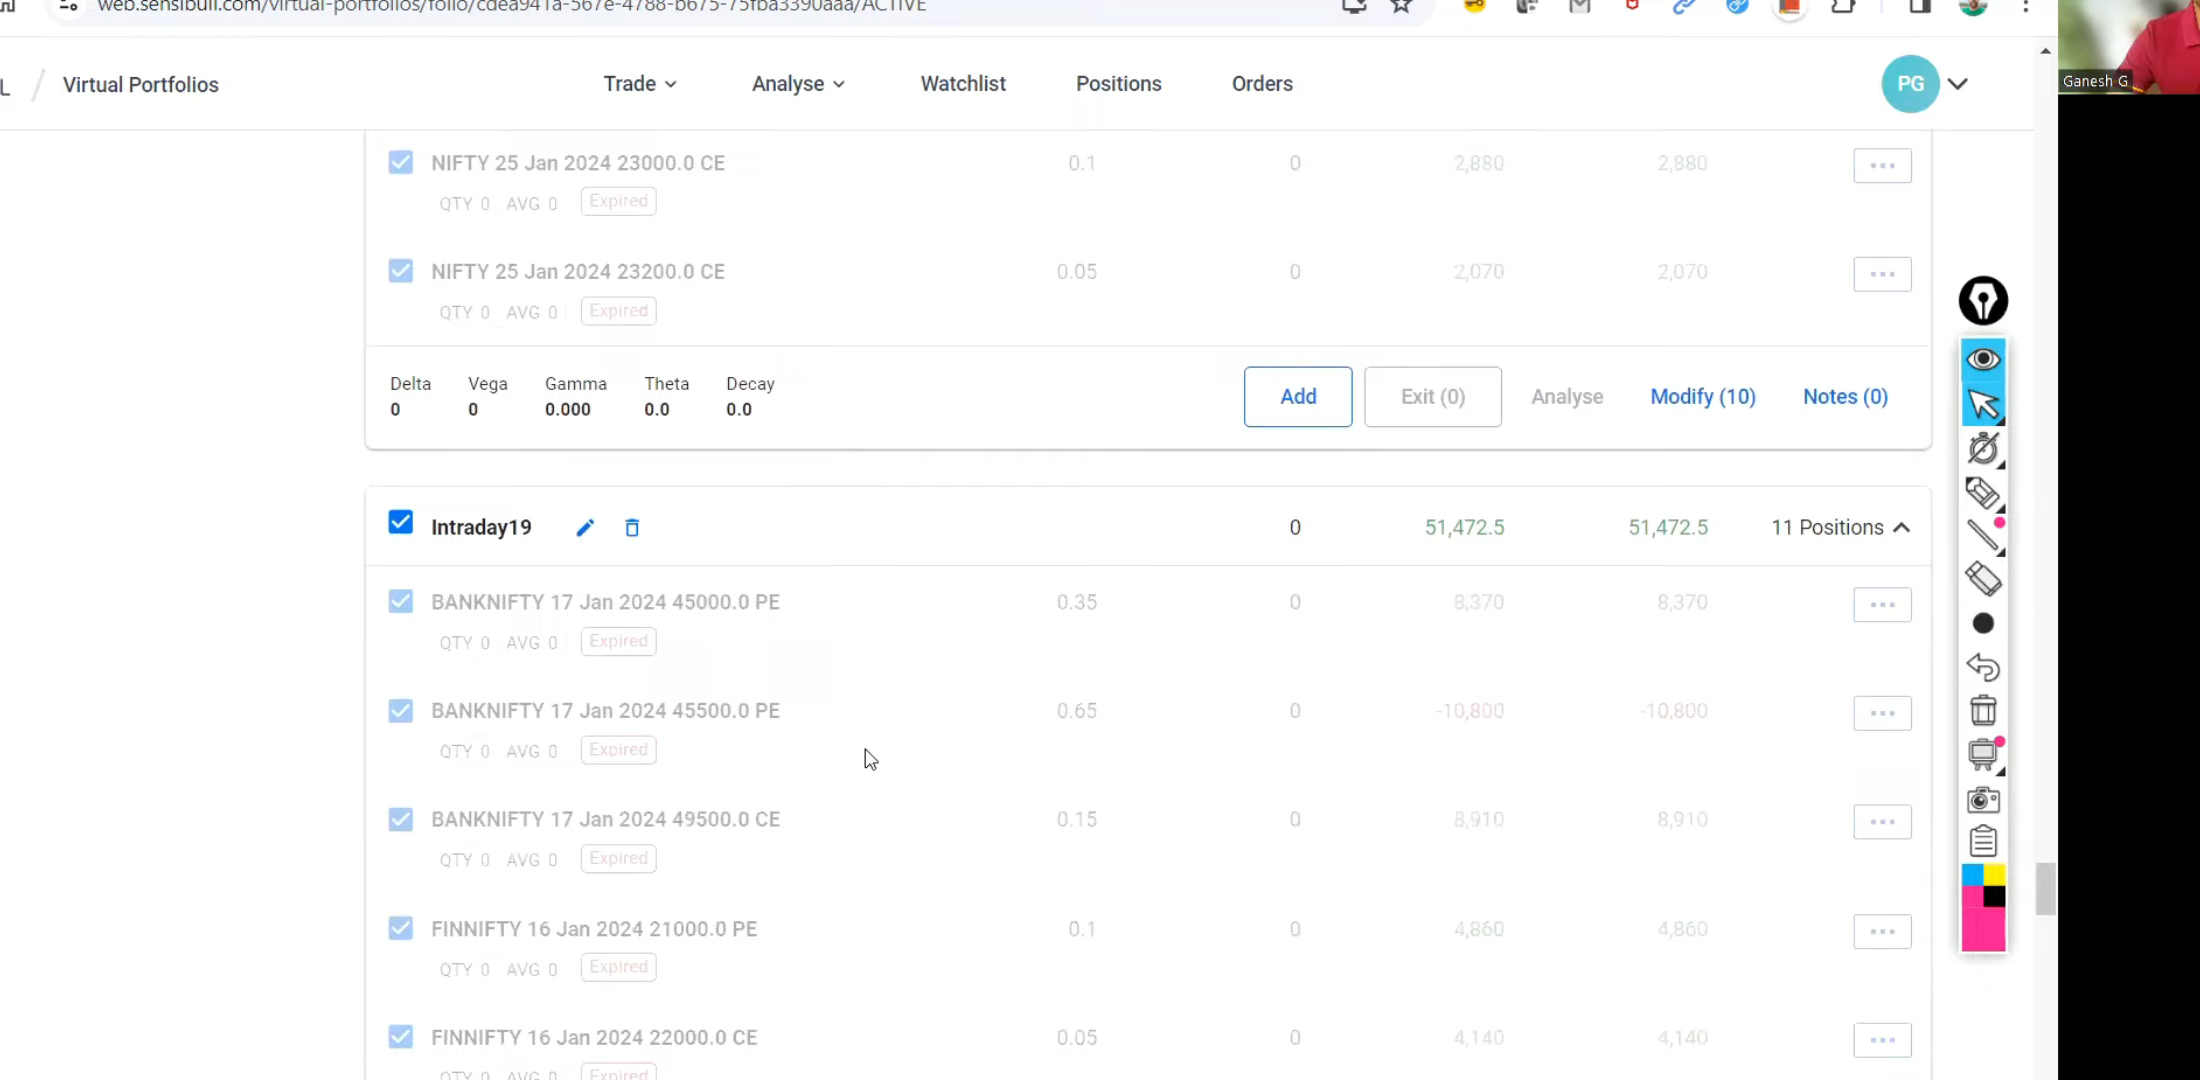 web.sensibull.com/virtual-portfolios/folio/cdea941a-567e-4788-b675-75fba3390aaa/ACTIVE
L / Virtual Portfolios Trade Analyse Watchlist Positions Orders PG
Ganesh G
NIFTY 25 Jan 2024 23000.0 CE 0.1 0 2,880 2,880
QTY 0 AVG 0 Expired
NIFTY 25 Jan 2024 23200.0 CE 0.05 0 2,070 2,070
QTY 0 AVG 0 Expired
Delta Vega Gamma Theta Decay
0 0 0.000 0.0 0.0
Add Exit (0) Analyse Modify (10) Notes (0)
Intraday19 0 51,472.5 51,472.5 11 Positions
BANKNIFTY 17 Jan 2024 45000.0 PE 0.35 0 8,370 8,370
QTY 0 AVG 0 Expired
BANKNIFTY 17 Jan 2024 45500.0 PE 0.65 0 -10,800 -10,800
QTY 0 AVG 0 Expired
BANKNIFTY 17 Jan 2024 49500.0 CE 0.15 0 8,910 8,910
QTY 0 AVG 0 Expired
FINNIFTY 16 Jan 2024 21000.0 PE 0.1 0 4,860 4,860
QTY 0 AVG 0 Expired
FINNIFTY 16 Jan 2024 22000.0 CE 0.05 0 4,140 4,140
QTY 0 AVG 0 Expired